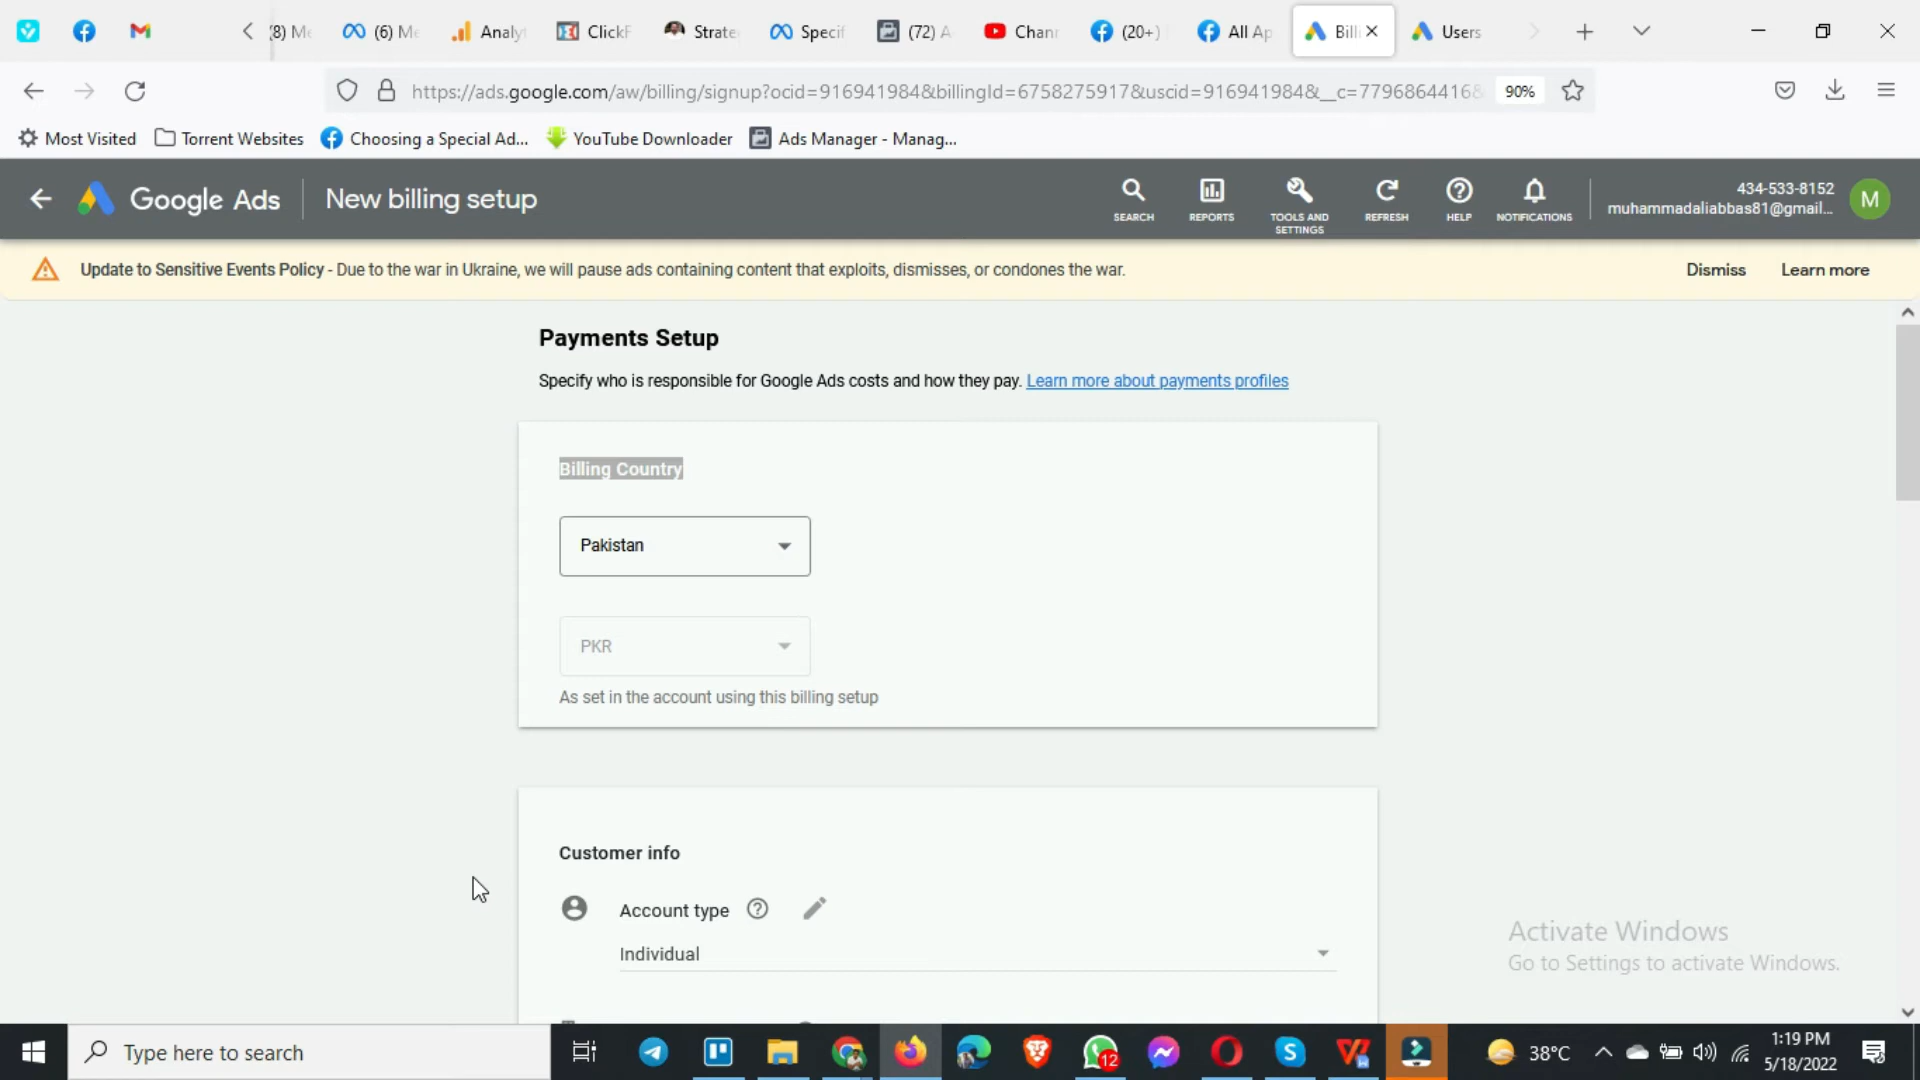 (8) Me
(6) Me
Analyt
ClickF
Strate
Specif
(72) A
Chann
(20+)
All Ap
Billi
Users
https://ads.google.com/aw/billing/signup?ocid=916941984&billingId=6758275917&uscid=916941984&__c=7796864416&
90%
Most Visited
Torrent Websites
Choosing a Special Ad...
YouTube Downloader
Ads Manager - Manag...
Google Ads
New billing setup
SEARCH
REPORTS
TOOLS AND SETTINGS
REFRESH
HELP
NOTIFICATIONS
434-533-8152
muhammadaliabbas81@gmail...
M
Update to Sensitive Events Policy - Due to the war in Ukraine, we will pause ads containing content that exploits, dismisses, or condones the war.
Dismiss
Learn more
Payments Setup
Specify who is responsible for Google Ads costs and how they pay. Learn more about payments profiles
Billing Country
Pakistan
PKR
As set in the account using this billing setup
Customer info
Account type
Individual
Activate Windows
Go to Settings to activate Windows.
Type here to search
12
38°C
1:19 PM
5/18/2022